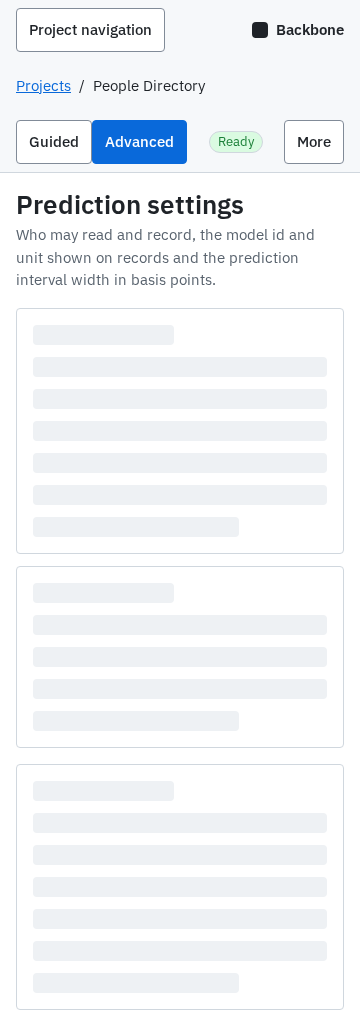 Project navigation
Backbone
Projects / People Directory
Guided
Advanced
Ready
More
Prediction settings
Who may read and record, the model id and
unit shown on records and the prediction
interval width in basis points.